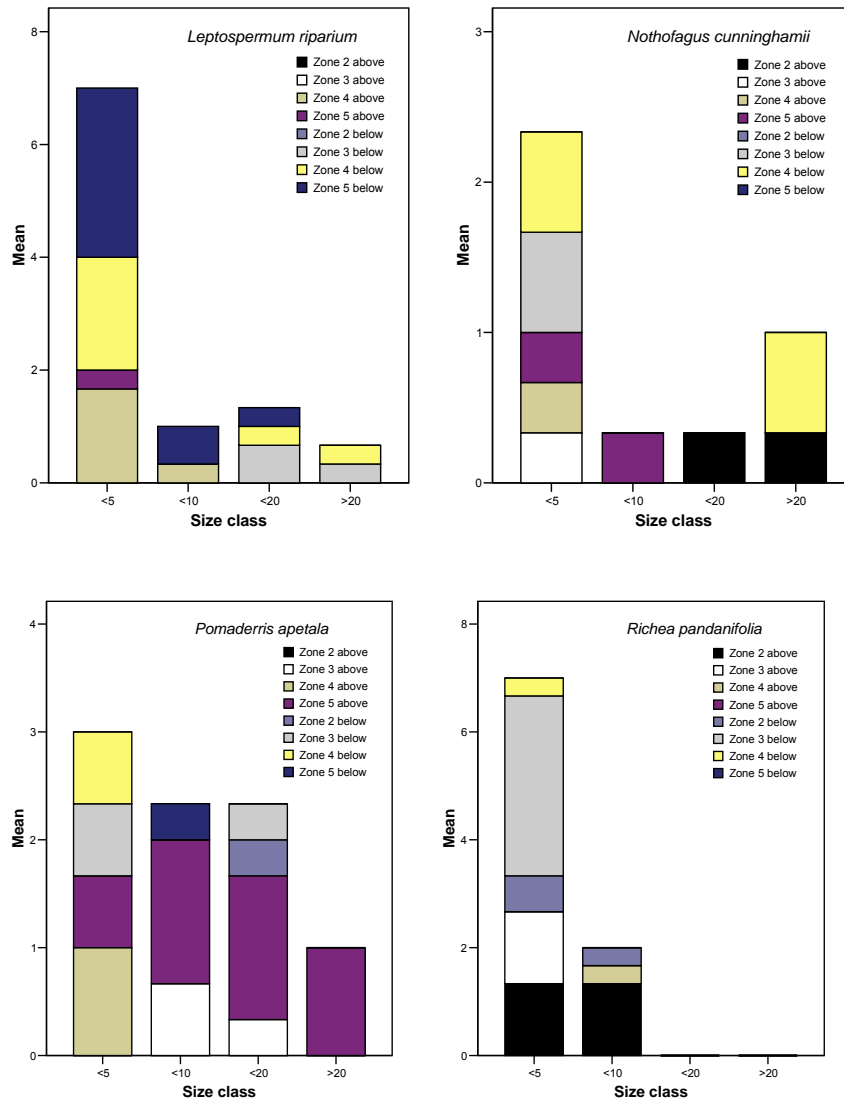 Leptospermum riparium
Zone 2 above
Zone 3 above
Zone 4 above
Zone 5 above
Zone 2 below
Zone 3 below
Zone 4 below
Zone 5 below
8
6
4
2
0
Mean
<5 <10 <20 >20
Size class
Nothofagus cunninghamii
Zone 2 above
Zone 3 above
Zone 4 above
Zone 5 above
Zone 2 below
Zone 3 below
Zone 4 below
Zone 5 below
3
2
1
0
Mean
<5 <10 <20 >20
Size class
Pomaderris apetala
Zone 2 above
Zone 3 above
Zone 4 above
Zone 5 above
Zone 2 below
Zone 3 below
Zone 4 below
Zone 5 below
4
3
2
1
0
Mean
<5 <10 <20 >20
Size class
Richea pandanifolia
Zone 2 above
Zone 3 above
Zone 4 above
Zone 5 above
Zone 2 below
Zone 3 below
Zone 4 below
Zone 5 below
8
6
4
2
0
Mean
<5 <10 <20 >20
Size class